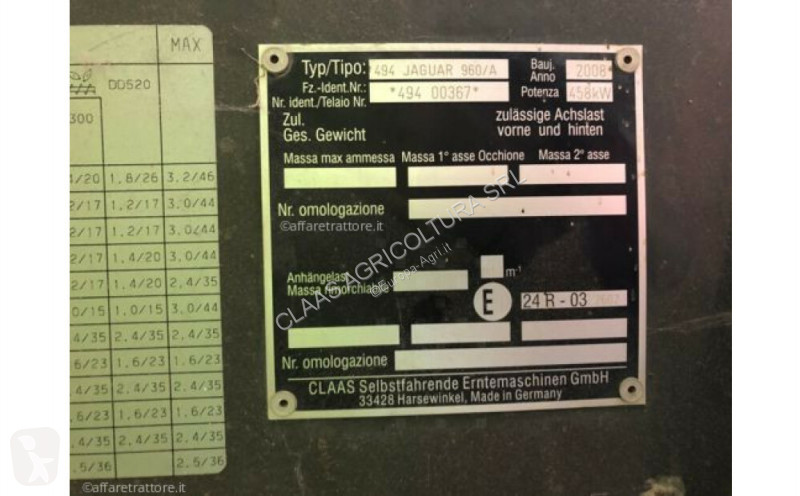 MAX
DD520
300
4/20 1.8/26 3.2/46
2/17 1.2/17 3.0/44
2/17 1.2/17 3.0/44
2/17 1.4/20 3.0/44
2/17 1.4/20 2.4/35
0/15 1.0/15 3.0/44
4/35 2.4/35 2.4/35
6/23 1.6/23 1.6/23
4/35 2.4/35 2.4/35
6/23 1.6/23 1.6/23
4/35 2.4/35 2.4/35
.5/36 2.5/36
Typ/Tipo: 494 JAGUAR 960/A Bauj. 2008*
Anno
Fz.-Ident.Nr.: *494 00367* Potenza 458kW
Nr. ident./Telaio Nr.
Zul. zulässige Achslast
Ges. Gewicht vorne und hinten
Massa max ammessa Massa 1° asse Occhione Massa 2° asse
Nr. omologazione
©affaretrattore.it
CLAAS AGRICOLTURA SRL
©Europa-Agri.it
Anhängelast
Massa rimorchiabile m⁻¹
E 24 R - 03
Nr. omologazione
CLAAS Selbstfahrende Erntemaschinen GmbH
33428 Harsewinkel, Made in Germany
©affaretrattore.it